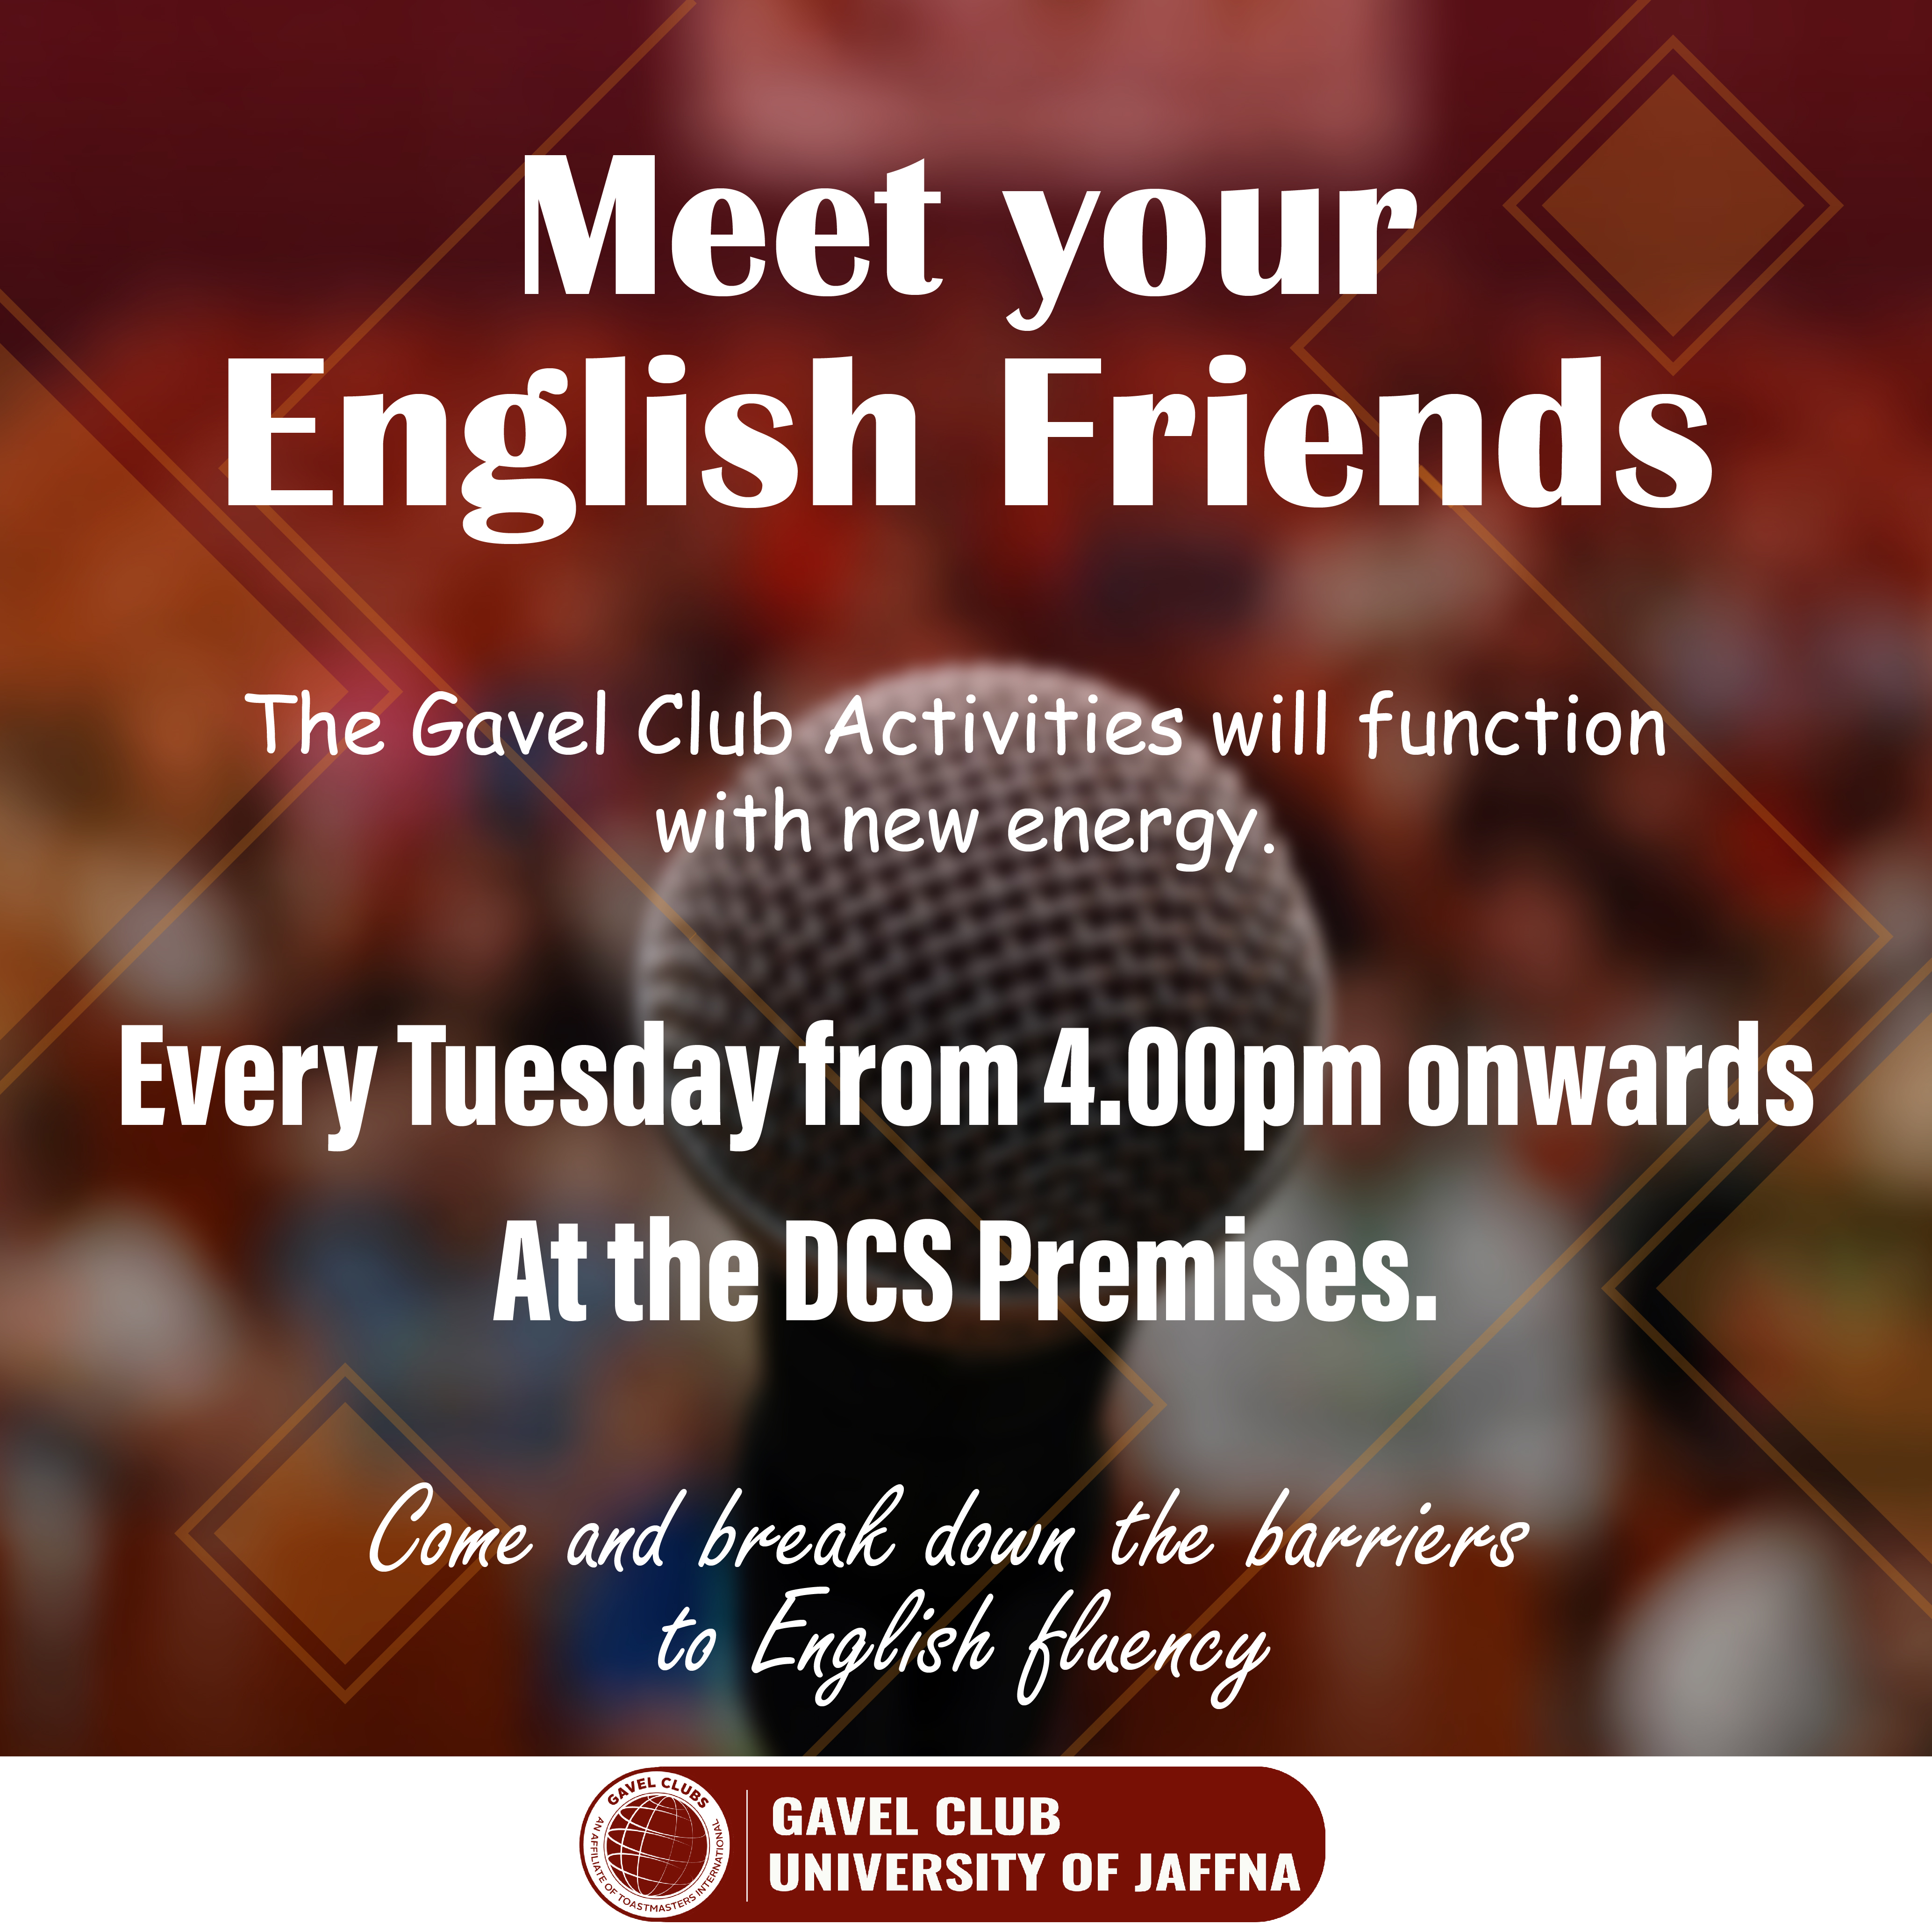 Meet your
English Friends
The Gavel Club Activities will function
with new energy.
Every Tuesday from 4.00pm onwards
At the DCS Premises.
Come and break down the barriers
to English fluency
GAVEL CLUBS
AN AFFILIATE OF TOASTMASTERS INTERNATIONAL
GAVEL CLUB
UNIVERSITY OF JAFFNA